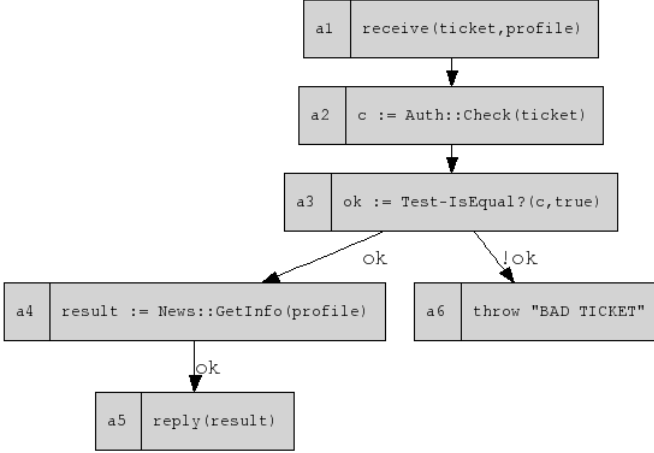 a1 receive(ticket,profile)
a2 c := Auth::Check(ticket)
a3 ok := Test-IsEqual?(c,true)
ok !ok
a4 result := News::GetInfo(profile) a6 throw "BAD TICKET"
ok
a5 reply(result)